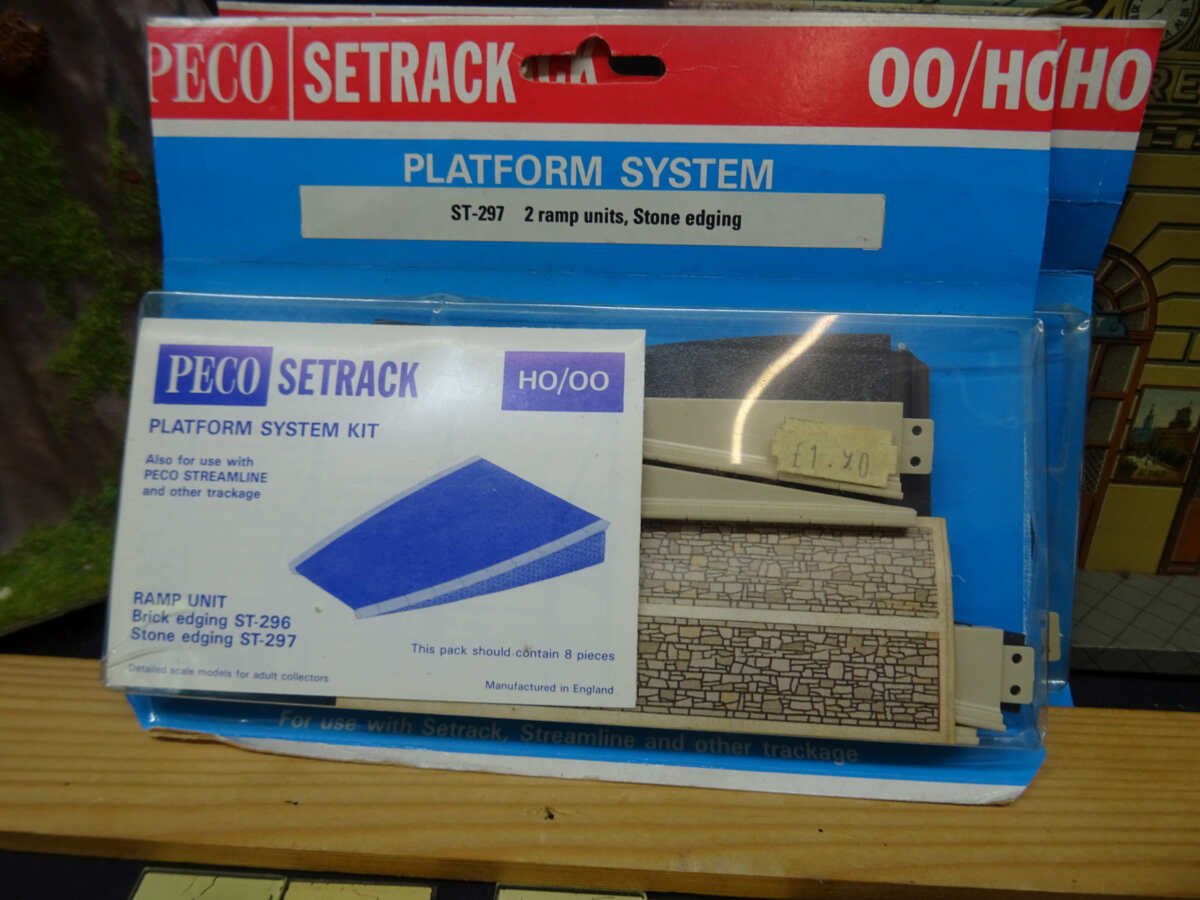 PECO SETRACK OO/HO
HO
PLATFORM SYSTEM
ST-297 2 ramp units, Stone edging
PECO SETRACK HO/OO
PLATFORM SYSTEM KIT
Also for use with
PECO STREAMLINE
and other trackage
RAMP UNIT
Brick edging ST-296
Stone edging ST-297
This pack should contain 8 pieces
Detailed scale models for adult collectors
Manufactured in England
For use with Setrack, Streamline and other trackage